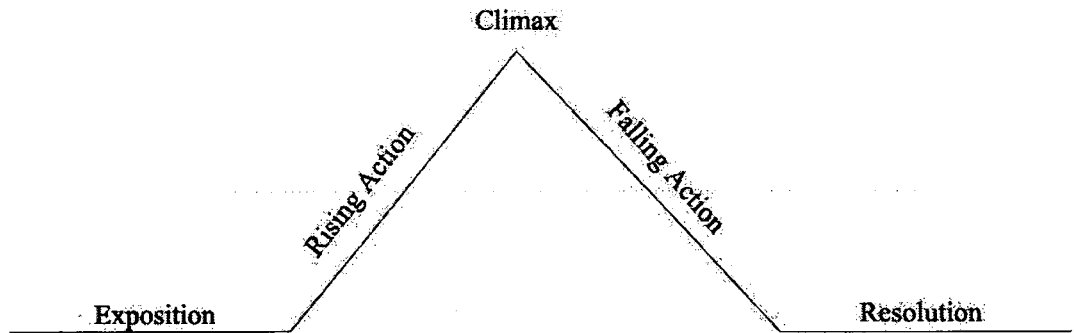 Climax
Rising Action
Falling Action
Exposition
Resolution